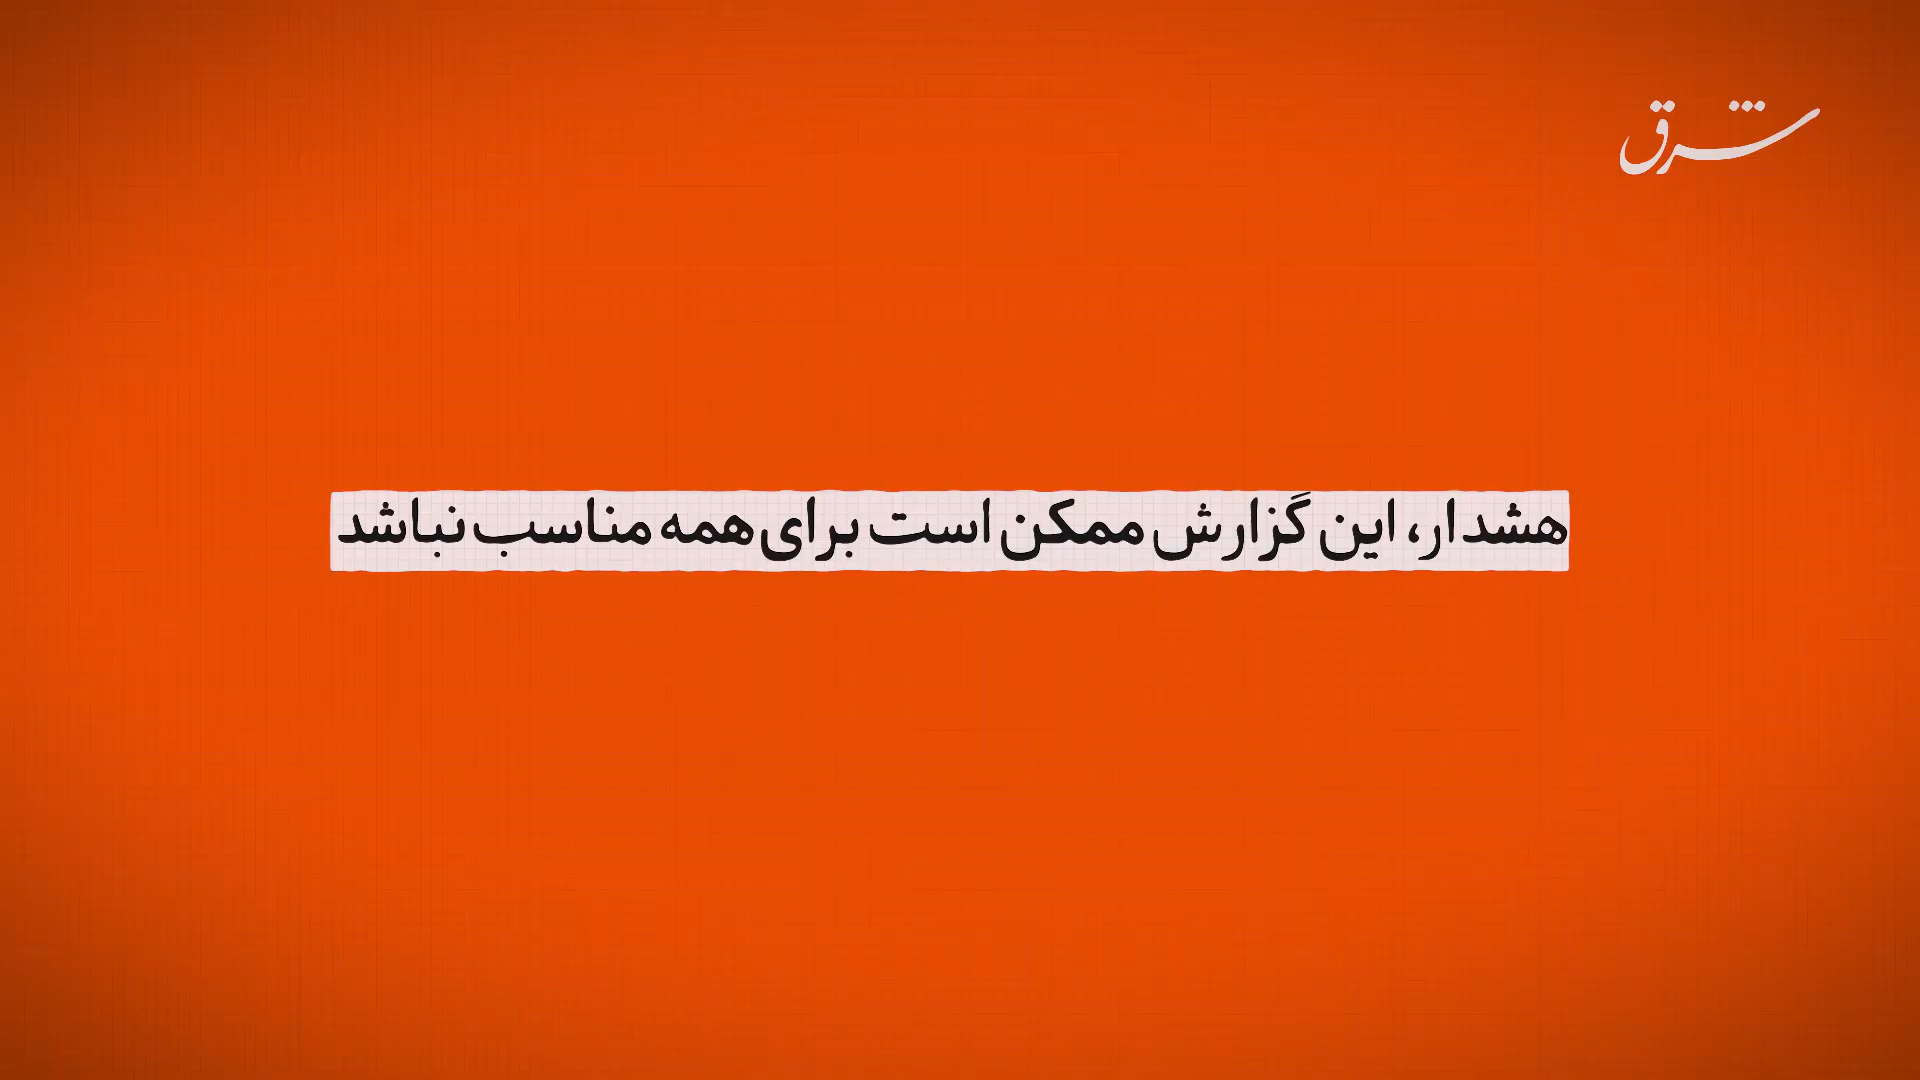 شرق
هشدار، این گزارش ممکن است برای همه مناسب نباشد